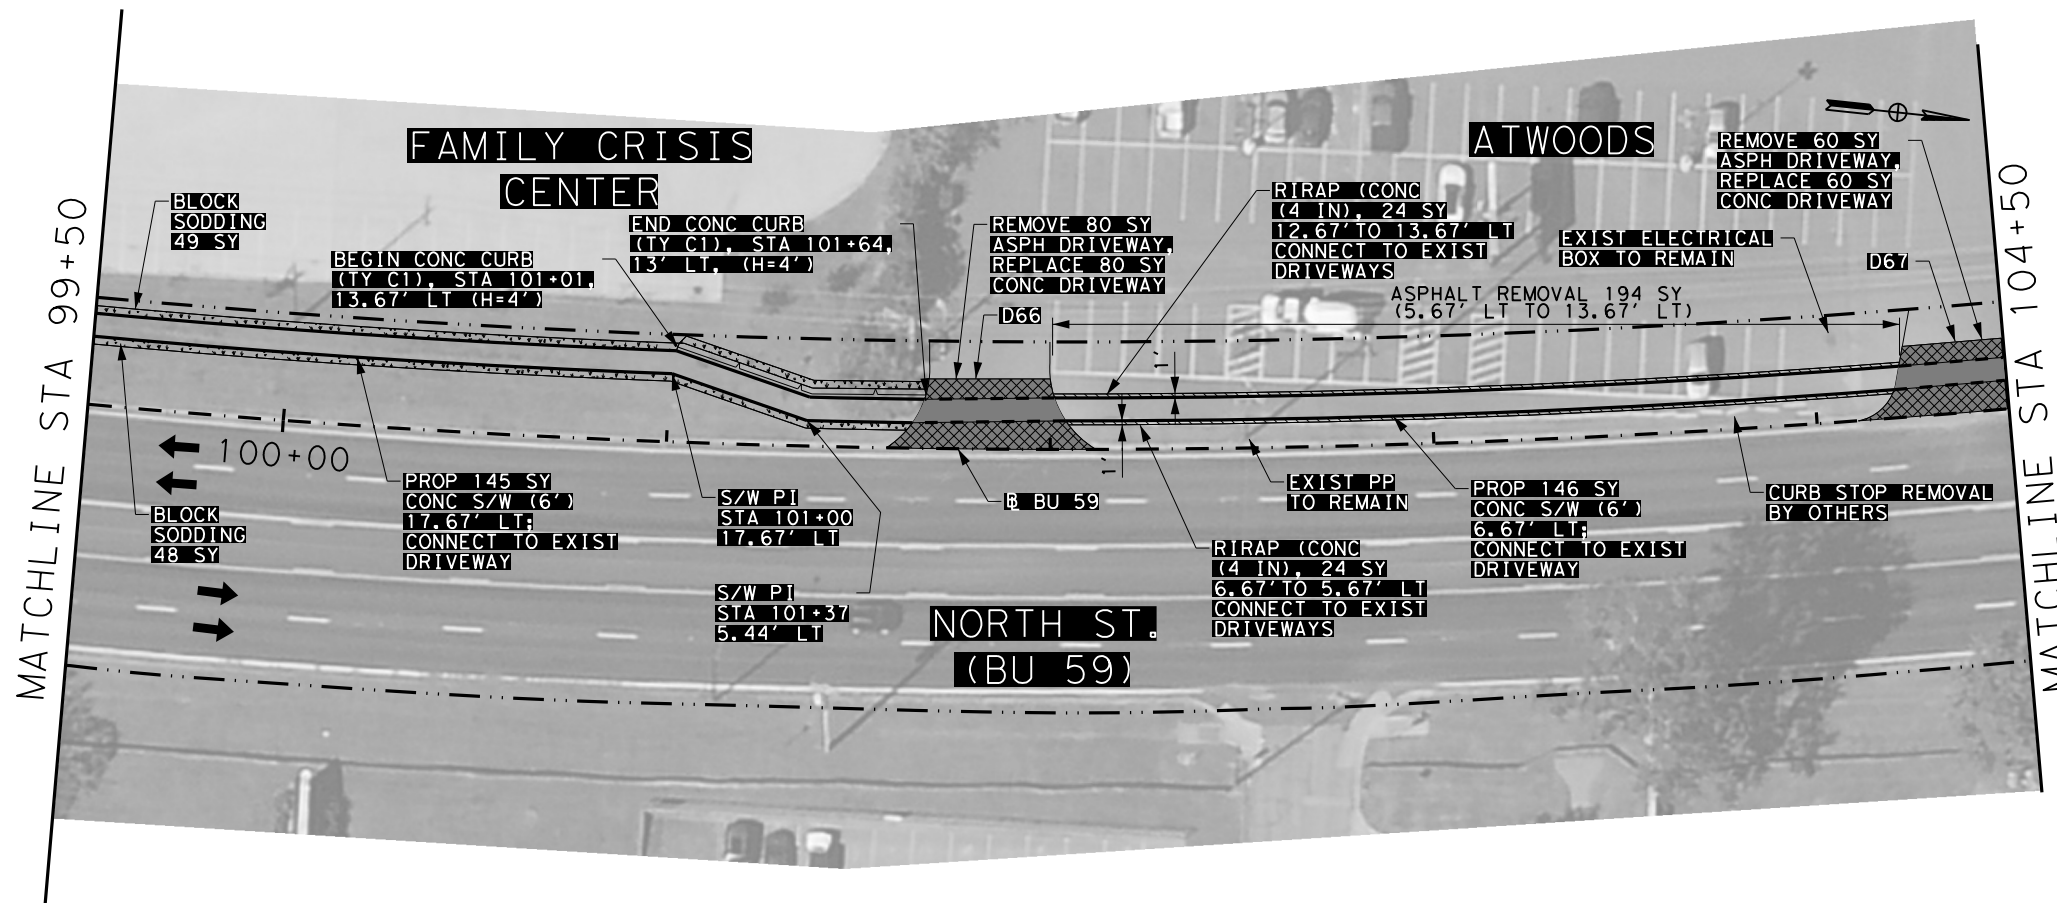 MATCHLINE STA 99+50
FAMILY CRISIS
CENTER
ATWOODS
BLOCK
SODDING
49 SY
BEGIN CONC CURB
(TY C1), STA 101+01,
13.67' LT (H=4')
END CONC CURB
(TY C1), STA 101+64,
13' LT, (H=4')
REMOVE 80 SY
ASPH DRIVEWAY,
REPLACE 80 SY
CONC DRIVEWAY
D66
RIRAP (CONC
(4 IN), 24 SY
12.67'TO 13.67' LT
CONNECT TO EXIST
DRIVEWAYS
EXIST ELECTRICAL
BOX TO REMAIN
REMOVE 60 SY
ASPH DRIVEWAY,
REPLACE 60 SY
CONC DRIVEWAY
D67
ASPHALT REMOVAL 194 SY
(5.67' LT TO 13.67' LT)
1'
1'
100+00
BLOCK
SODDING
48 SY
PROP 145 SY
CONC S/W (6')
17.67' LT;
CONNECT TO EXIST
DRIVEWAY
S/W PI
STA 101+00
17.67' LT
S/W PI
STA 101+37
5.44' LT
BL BU 59
EXIST PP
TO REMAIN
RIRAP (CONC
(4 IN), 24 SY
6.67'TO 5.67' LT
CONNECT TO EXIST
DRIVEWAYS
PROP 146 SY
CONC S/W (6')
6.67' LT;
CONNECT TO EXIST
DRIVEWAY
CURB STOP REMOVAL
BY OTHERS
NORTH ST.
(BU 59)
MATCHLINE STA 104+50